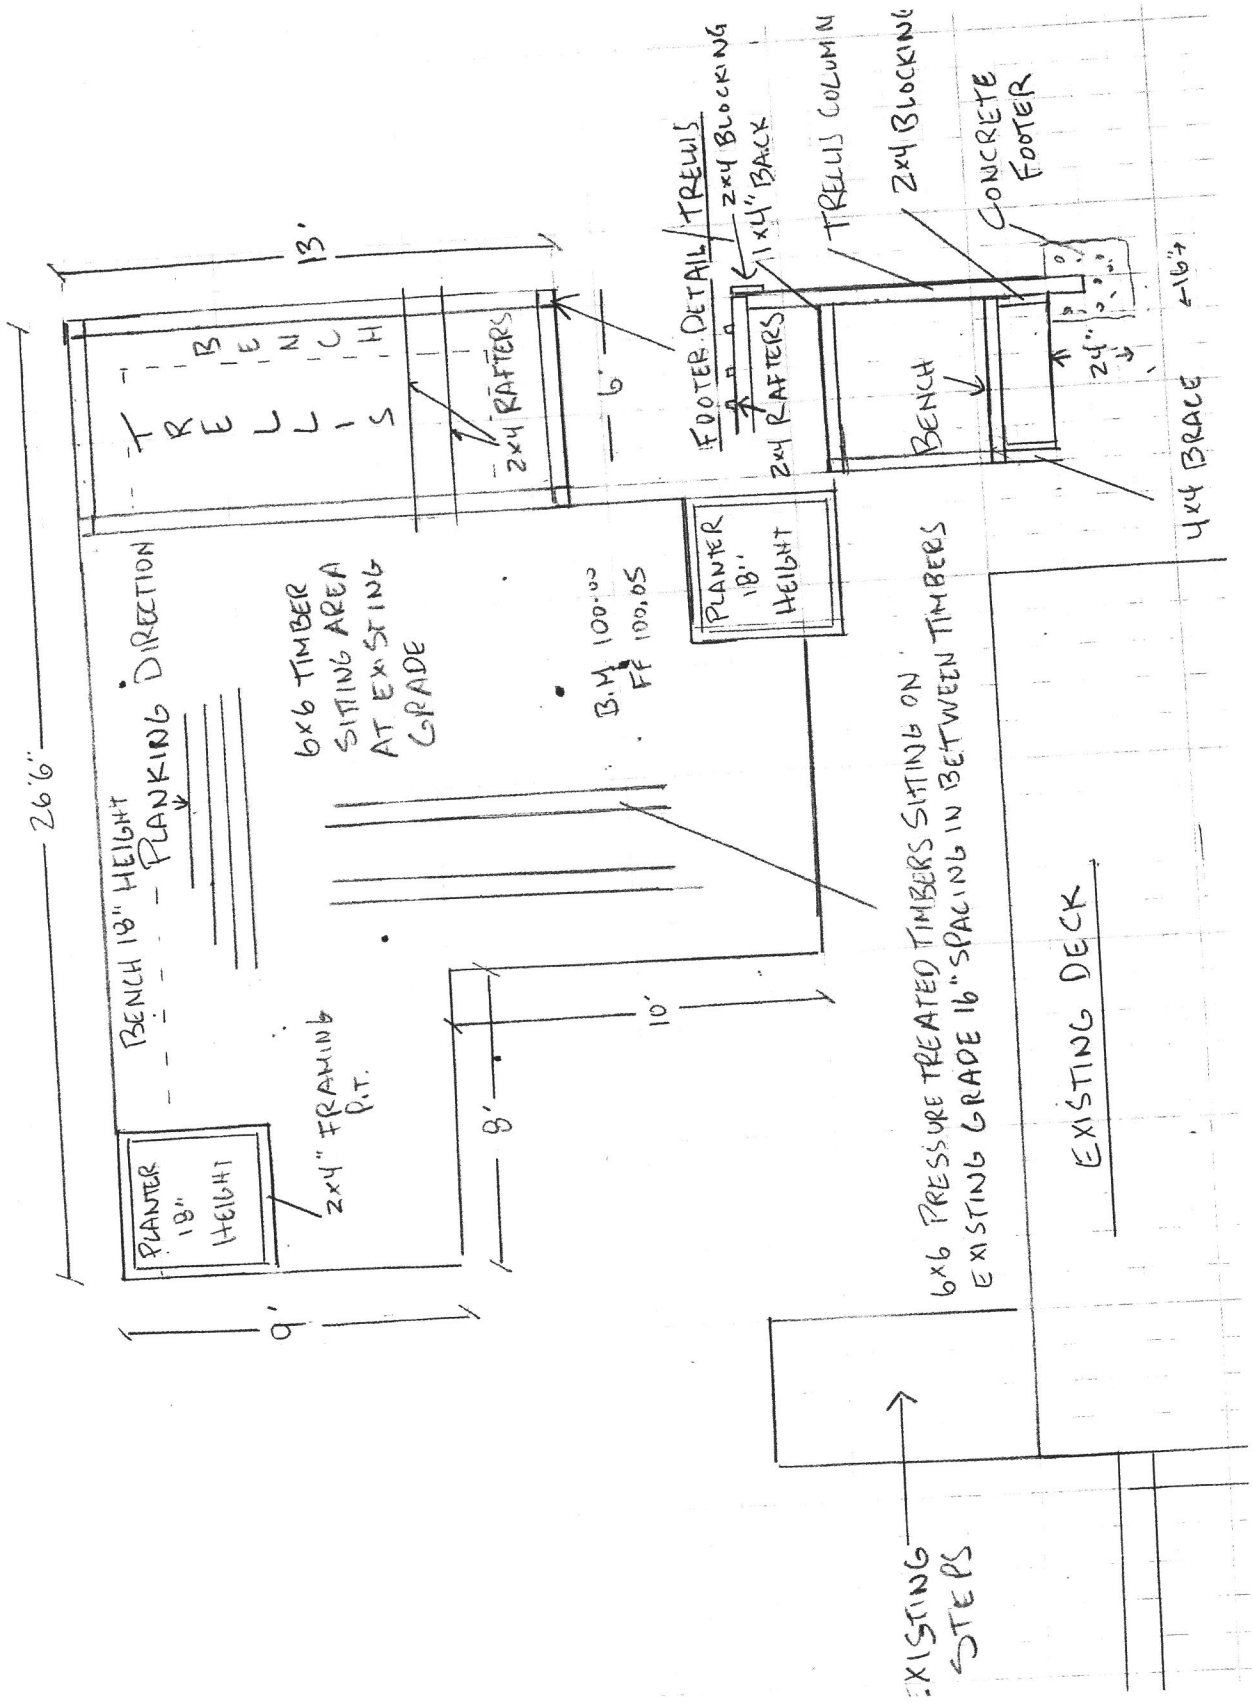 26'6"
BENCH 18" HEIGHT
PLANKING DIRECTION
TRELLIS
BENCH
13'
PLANTER
18"
HEIGHT
9'
2x4" FRAMING
P.T.
6x6 TIMBER
SITTING AREA
AT EXISTING
GRADE
2x4 RAFTERS
6'
8'
10'
B.M. 100.00
FF 100.05
PLANTER
18"
HEIGHT
FOOTER DETAIL/TRELLIS
2x4 BLOCKING
1x4" BACK
2x4 RAFTERS
TRELLIS COLUMN
BENCH
2x4 BLOCKING
CONCRETE
FOOTER
24"
16"
4x4 BRACE
6x6 PRESSURE TREATED TIMBERS SITTING ON
EXISTING GRADE 16" SPACING IN BETWEEN TIMBERS
EXISTING DECK
EXISTING
STEPS